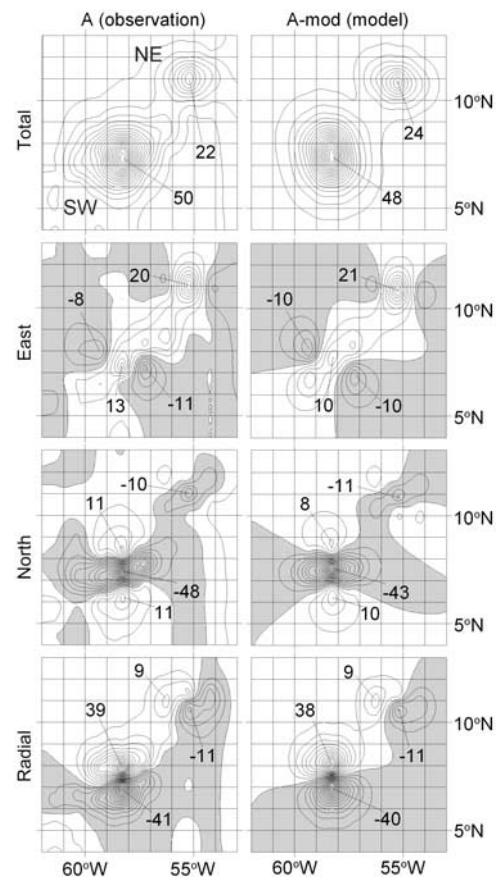 A (observation) A-mod (model)
Total
NE
SW
22
50
24
48
10°N
5°N
East
20
-8
13
-11
21
-10
10
-10
10°N
5°N
North
-10
11
-48
11
-11
8
-43
10
10°N
5°N
Radial
9
39
-11
-41
9
38
-11
-40
10°N
5°N
60°W 55°W 60°W 55°W